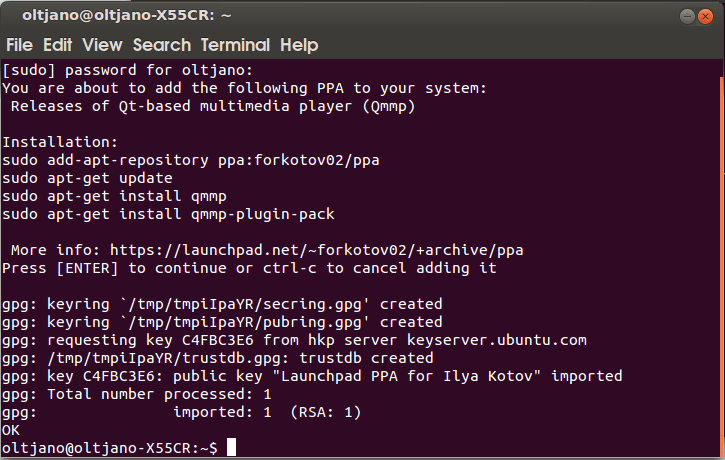 oltjano@oltjano-X55CR: ~
File Edit View Search Terminal Help
[sudo] password for oltjano:
You are about to add the following PPA to your system:
 Releases of Qt-based multimedia player (Qmmp)

Installation:
sudo add-apt-repository ppa:forkotov02/ppa
sudo apt-get update
sudo apt-get install qmmp
sudo apt-get install qmmp-plugin-pack

 More info: https://launchpad.net/~forkotov02/+archive/ppa
Press [ENTER] to continue or ctrl-c to cancel adding it

gpg: keyring `/tmp/tmpiIpaYR/secring.gpg' created
gpg: keyring `/tmp/tmpiIpaYR/pubring.gpg' created
gpg: requesting key C4FBC3E6 from hkp server keyserver.ubuntu.com
gpg: /tmp/tmpiIpaYR/trustdb.gpg: trustdb created
gpg: key C4FBC3E6: public key "Launchpad PPA for Ilya Kotov" imported
gpg: Total number processed: 1
gpg:               imported: 1  (RSA: 1)
OK
oltjano@oltjano-X55CR:~$